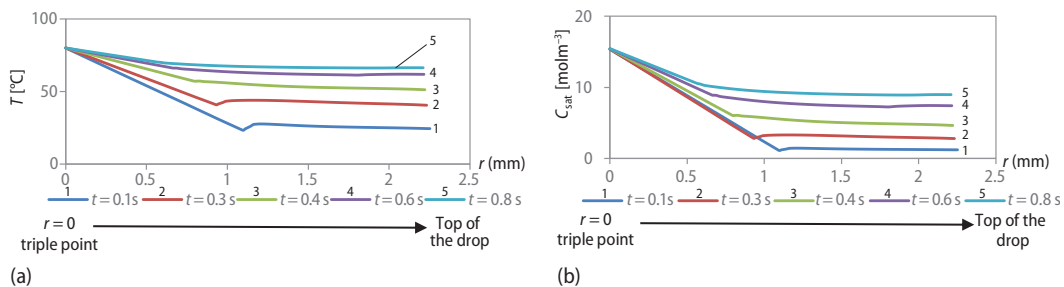 100
50
0
T [°C]
5
4
3
2
1
r (mm)
0 0.5 1 1.5 2 2.5
1 t = 0.1s 2 t = 0.3 s 3 t = 0.4 s 4 t = 0.6 s 5 t = 0.8 s
r = 0
triple point
Top of
the drop
(a)
20
10
0
Csat [molm−3]
5
4
3
2
1
r (mm)
0 0.5 1 1.5 2 2.5
1 t = 0.1s 2 t = 0.3 s 3 t = 0.4 s 4 t = 0.6 s 5 t = 0.8 s
r = 0
triple point
Top of the
drop
(b)